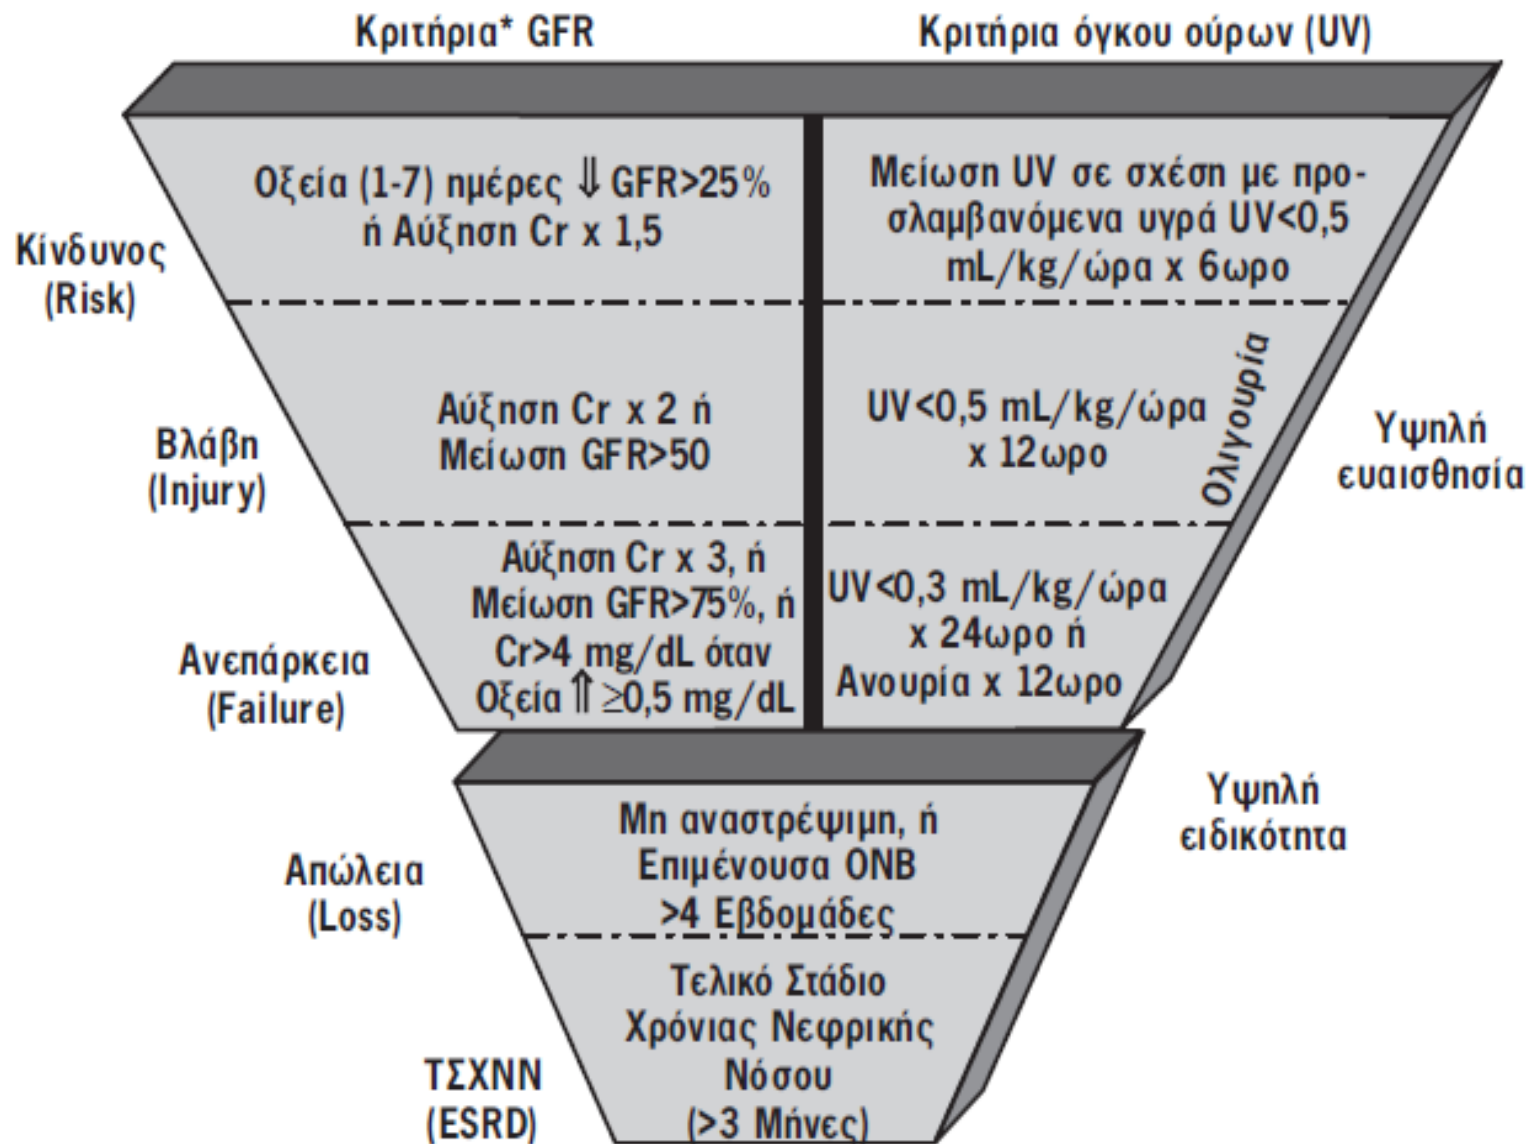 Κριτήρια* GFR
Κριτήρια όγκου ούρων (UV)
Κίνδυνος
(Risk)
Οξεία (1-7) ημέρες ⇓ GFR>25%
ή Αύξηση Cr x 1,5
Μείωση UV σε σχέση με προ-
σλαμβανόμενα υγρά UV<0,5
mL/kg/ώρα x 6ωρο
Βλάβη
(Injury)
Αύξηση Cr x 2 ή
Μείωση GFR>50
UV<0,5 mL/kg/ώρα
x 12ωρο
Ολιγουρία
Υψηλή
ευαισθησία
Ανεπάρκεια
(Failure)
Αύξηση Cr x 3, ή
Μείωση GFR>75%, ή
Cr>4 mg/dL όταν
Οξεία ⇑ ≥0,5 mg/dL
UV<0,3 mL/kg/ώρα
x 24ωρο ή
Ανουρία x 12ωρο
Απώλεια
(Loss)
Μη αναστρέψιμη, ή
Επιμένουσα ΟΝΒ
>4 Εβδομάδες
Υψηλή
ειδικότητα
ΤΣΧΝΝ
(ESRD)
Τελικό Στάδιο
Χρόνιας Νεφρικής
Νόσου
(>3 Μήνες)